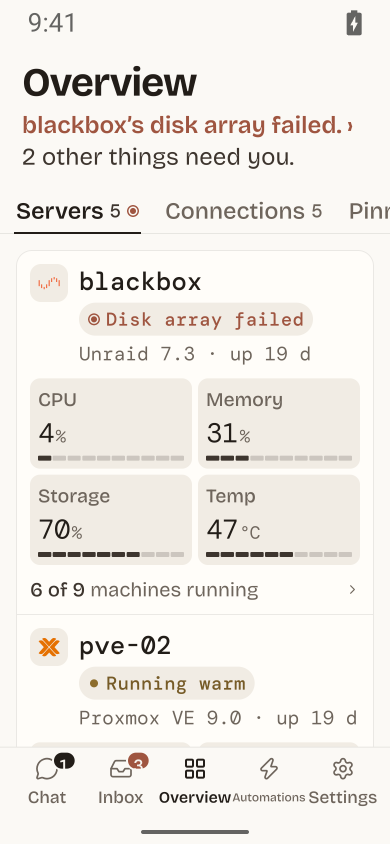 9:41
Overview
blackbox's disk array failed. ›
2 other things need you.
Servers 5 Connections 5 Pinn
blackbox
Disk array failed
Unraid 7.3 · up 19 d
CPU Memory
4% 31%
Storage Temp
70% 47 °C
6 of 9 machines running ›
pve-02
Running warm
Proxmox VE 9.0 · up 19 d
1 3
Chat Inbox Overview Automations Settings